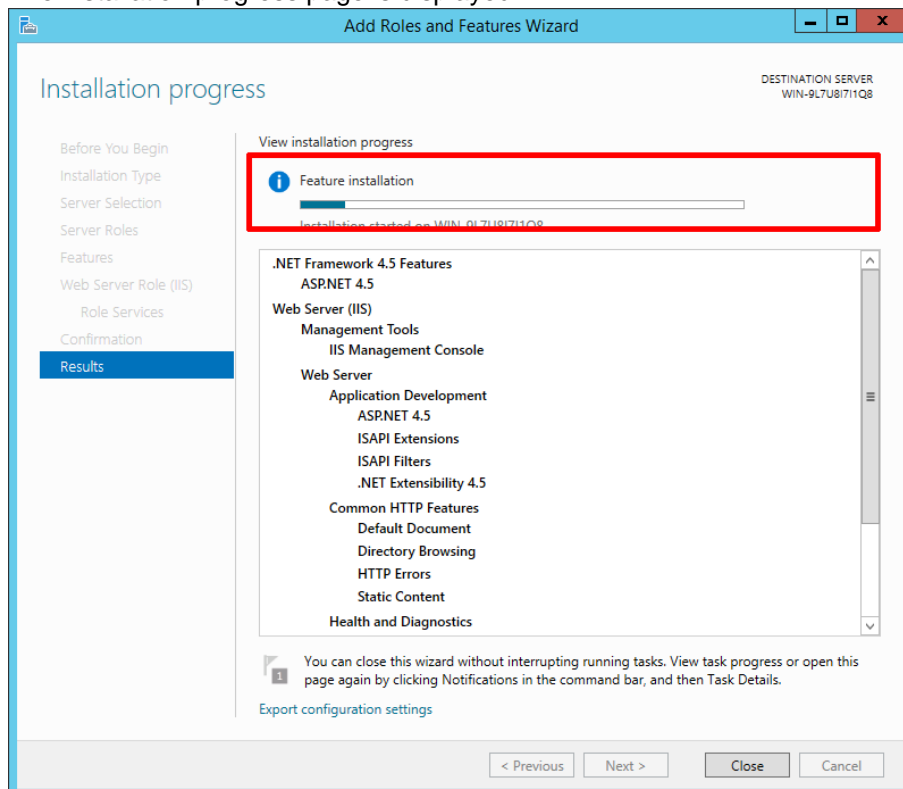 Add Roles and Features Wizard
Installation progress
DESTINATION SERVER
WIN-9L7U8I7I1Q8
Before You Begin
Installation Type
Server Selection
Server Roles
Features
Web Server Role (IIS)
Role Services
Confirmation
Results
View installation progress
Feature installation
Installation started on WIN-9L7U8I7I1Q8
.NET Framework 4.5 Features
ASP.NET 4.5
Web Server (IIS)
Management Tools
IIS Management Console
Web Server
Application Development
ASP.NET 4.5
ISAPI Extensions
ISAPI Filters
.NET Extensibility 4.5
Common HTTP Features
Default Document
Directory Browsing
HTTP Errors
Static Content
Health and Diagnostics
1
You can close this wizard without interrupting running tasks. View task progress or open this
page again by clicking Notifications in the command bar, and then Task Details.
Export configuration settings
< Previous
Next >
Close
Cancel